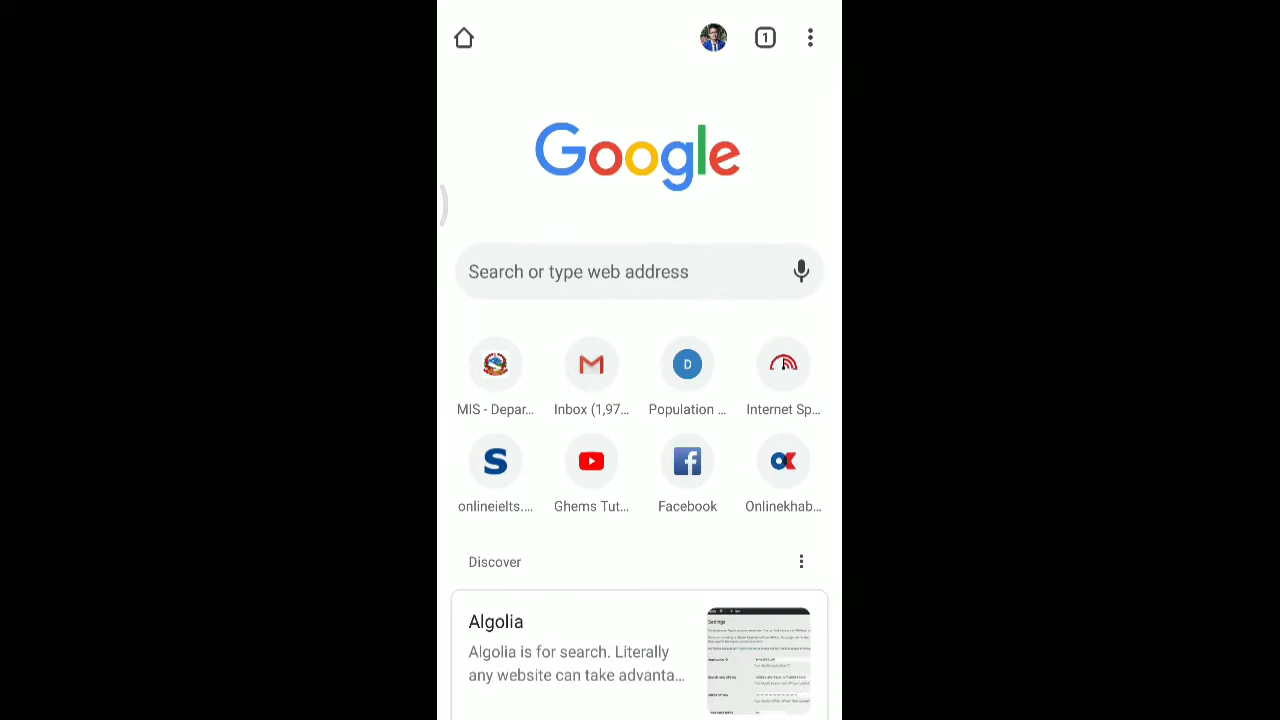 1
Google
Search or type web address
D
MIS - Depar...
Inbox (1,97...
Population ...
Internet Sp...
S
onlineielts....
Ghems Tut...
Facebook
Onlinekhab...
Discover
Algolia
Algolia is for search. Literally
any website can take advanta...
Settings